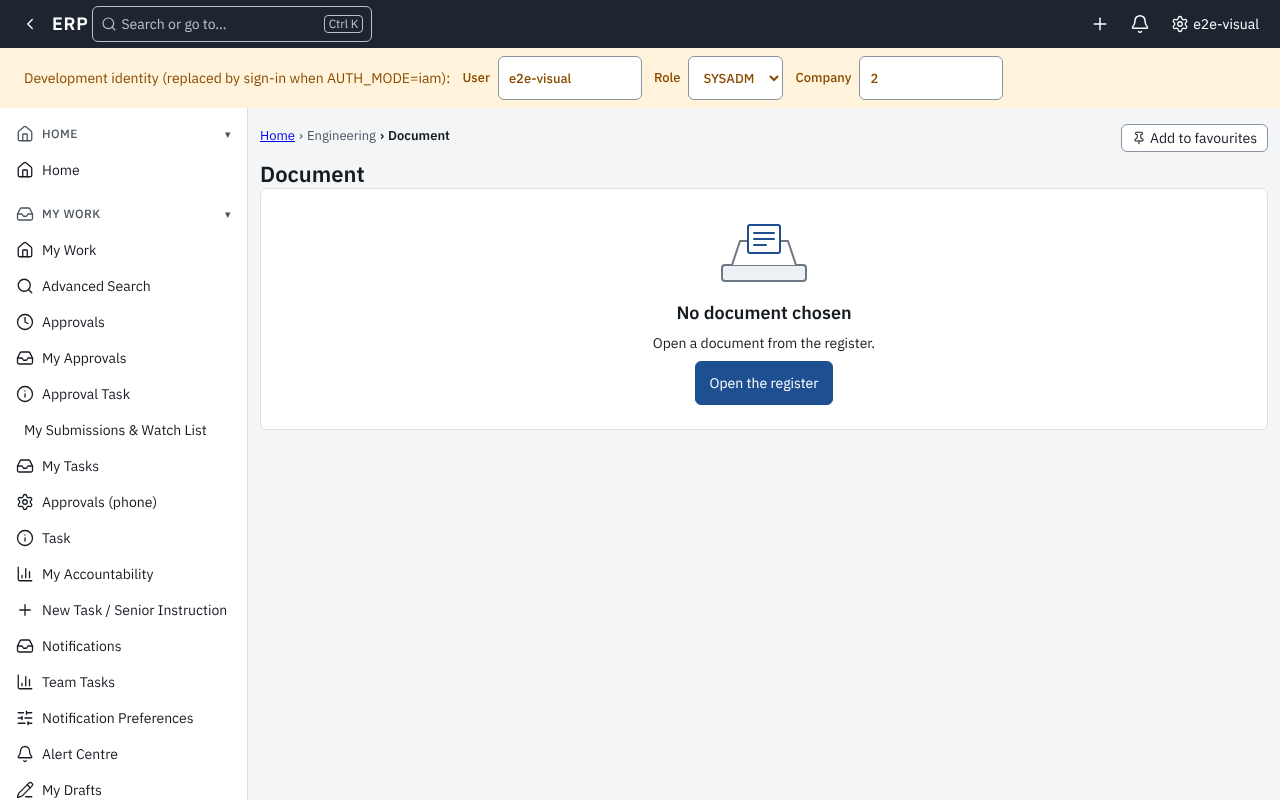 ERP
Search or go to...
Ctrl K
e2e-visual
Development identity (replaced by sign-in when AUTH_MODE=iam): User e2e-visual Role SYSADM Company 2
HOME
Home
MY WORK
My Work
Advanced Search
Approvals
My Approvals
Approval Task
My Submissions & Watch List
My Tasks
Approvals (phone)
Task
My Accountability
New Task / Senior Instruction
Notifications
Team Tasks
Notification Preferences
Alert Centre
My Drafts
Home › Engineering › Document
Add to favourites
Document
No document chosen
Open a document from the register.
Open the register